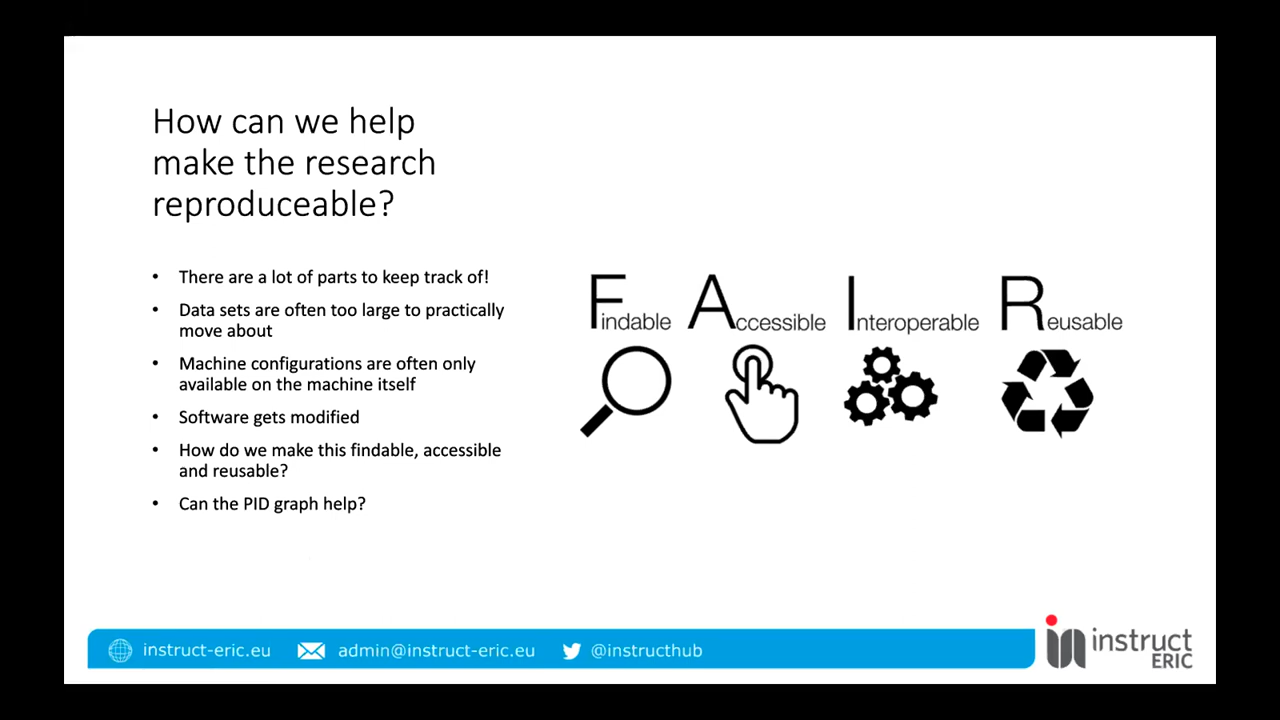 How can we help
make the research
reproduceable?
• There are a lot of parts to keep track of!
• Data sets are often too large to practically
move about
• Machine configurations are often only
available on the machine itself
• Software gets modified
• How do we make this findable, accessible
and reusable?
• Can the PID graph help?
Findable Accessible Interoperable Reusable
instruct-eric.eu admin@instruct-eric.eu @instructhub
instruct
ERIC